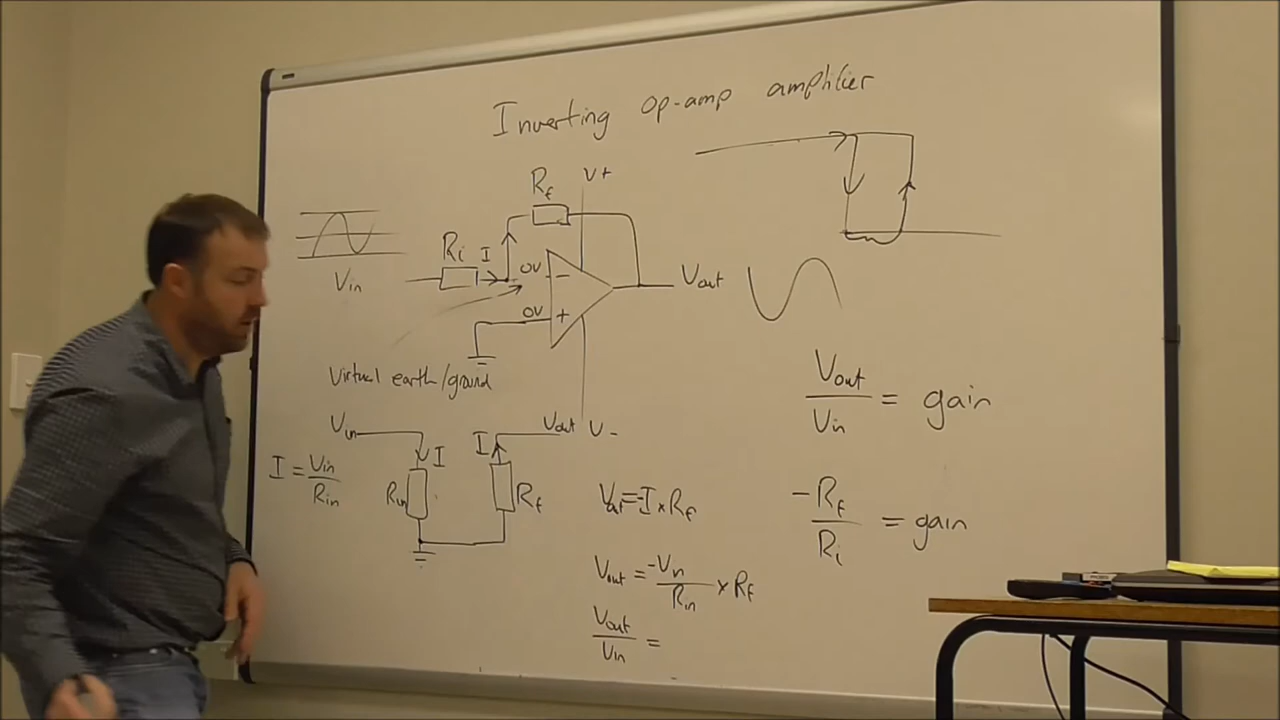 Inverting op-amp amplifier
Rf
V+
Ri
I
0V
-
Vin
Vout
0V
+
Virtual earth/ground
Vout
Vin
= gain
Vin
Vout
V-
I
I
I = Vin
Rin
Rin
Rf
Vout=-I×Rf
-Rf
Ri
= gain
Vout = -Vin
Rin
× Rf
Vout
Vin
=